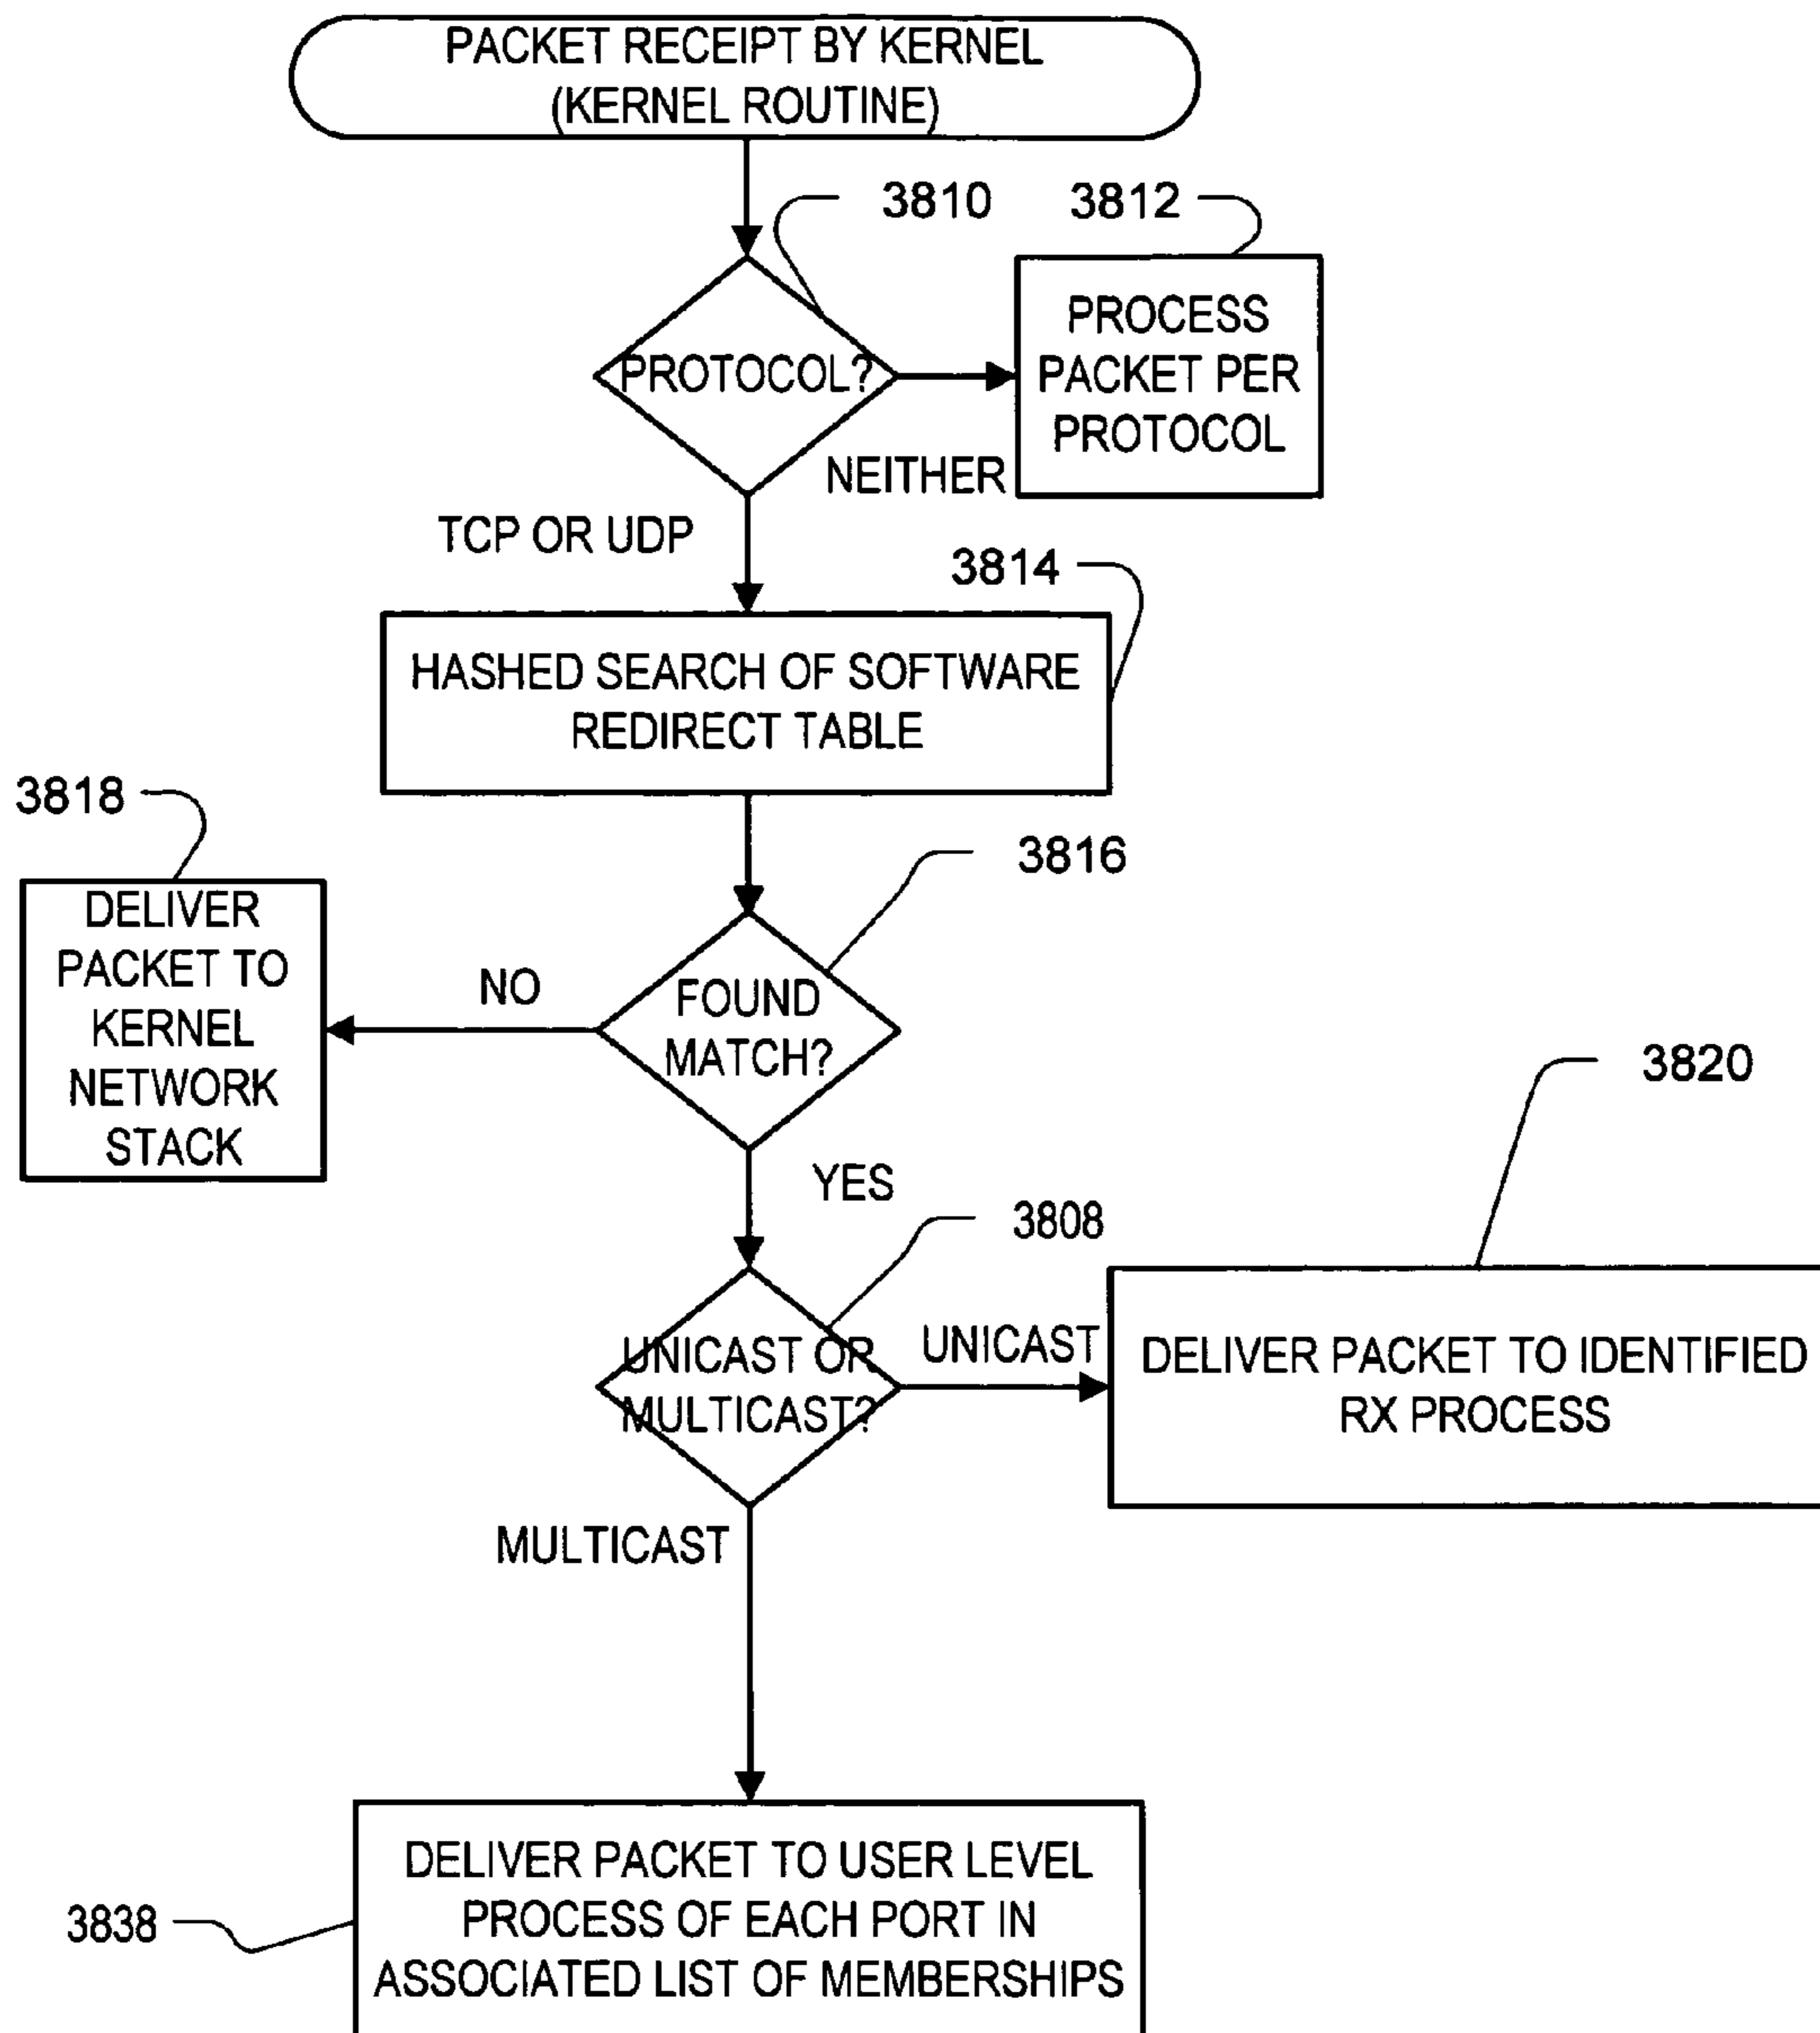 PACKET RECEIPT BY KERNEL
(KERNEL ROUTINE)
3810
3812
PROTOCOL?
PROCESS
PACKET PER
PROTOCOL
NEITHER
TCP OR UDP
3814
HASHED SEARCH OF SOFTWARE
REDIRECT TABLE
3818
3816
DELIVER
PACKET TO
KERNEL
NETWORK
STACK
NO
FOUND
MATCH?
3820
YES
3808
UNICAST OR
MULTICAST?
UNICAST
DELIVER PACKET TO IDENTIFIED
RX PROCESS
MULTICAST
3838
DELIVER PACKET TO USER LEVEL
PROCESS OF EACH PORT IN
ASSOCIATED LIST OF MEMBERSHIPS